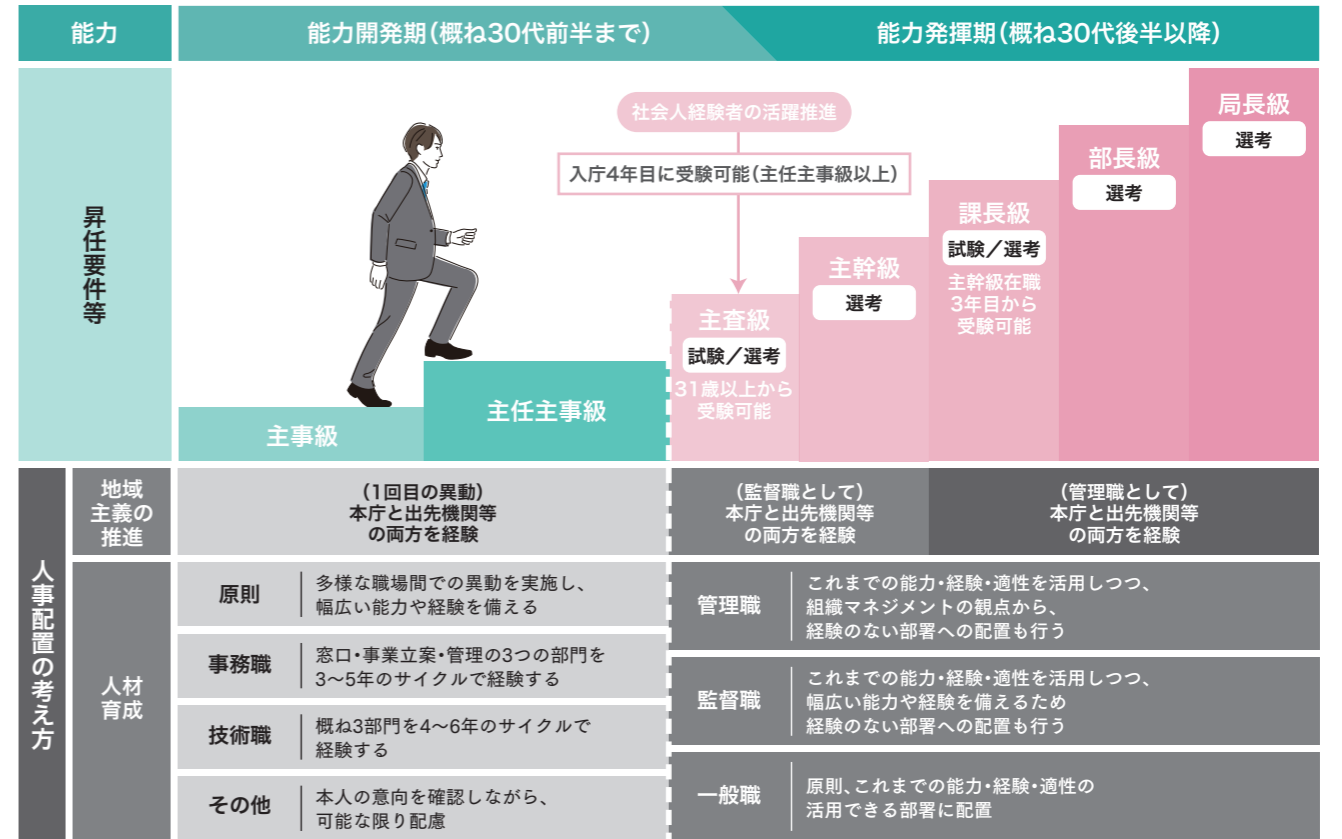 能力
能力開発期(概ね30代前半まで)
能力発揮期(概ね30代後半以降)
昇任要件等
社会人経験者の活躍推進
入庁4年目に受験可能(主任主事級以上)
主事級
主任主事級
主査級
試験/選考
31歳以上から
受験可能
主幹級
選考
課長級
試験/選考
主幹級在職
3年目から
受験可能
部長級
選考
局長級
選考
人事配置の考え方
地域
主義の
推進
(1回目の異動)
本庁と出先機関等
の両方を経験
(監督職として)
本庁と出先機関等
の両方を経験
(管理職として)
本庁と出先機関等
の両方を経験
人材
育成
原則
多様な職場間での異動を実施し、
幅広い能力や経験を備える
事務職
窓口・事業立案・管理の3つの部門を
3〜5年のサイクルで経験する
技術職
概ね3部門を4〜6年のサイクルで
経験する
その他
本人の意向を確認しながら、
可能な限り配慮
管理職
これまでの能力・経験・適性を活用しつつ、
組織マネジメントの観点から、
経験のない部署への配置も行う
監督職
これまでの能力・経験・適性を活用しつつ、
幅広い能力や経験を備えるため
経験のない部署への配置も行う
一般職
原則、これまでの能力・経験・適性の
活用できる部署に配置